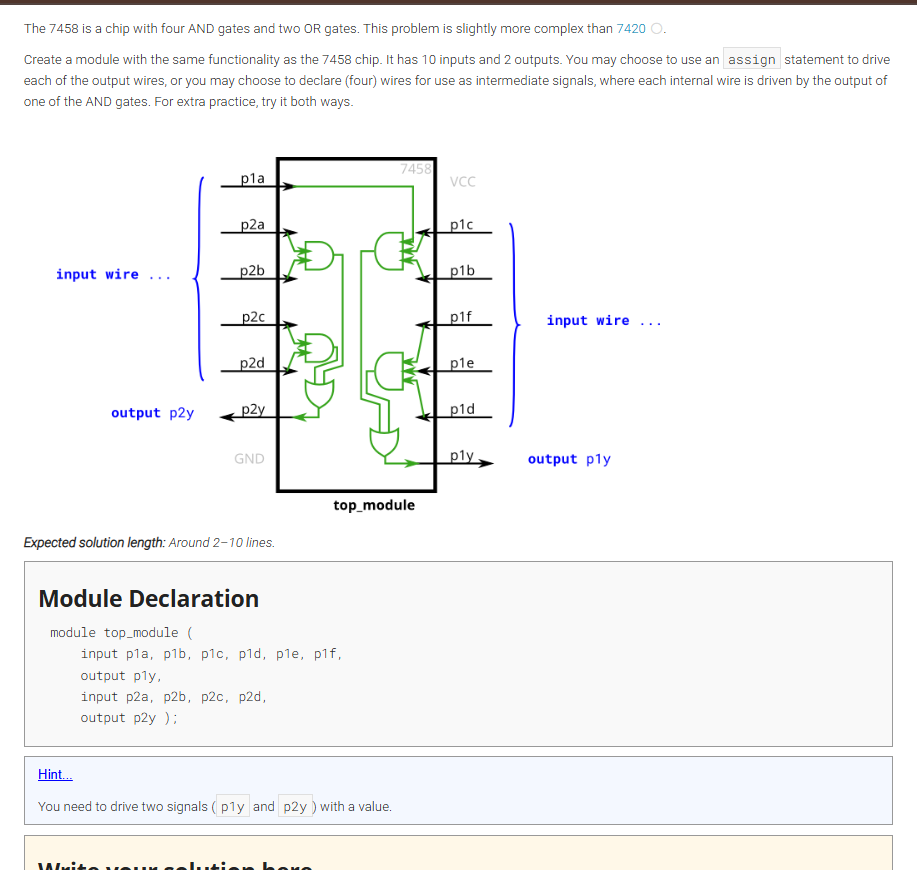 The 7458 is a chip with four AND gates and two OR gates. This problem is slightly more complex than 7420.
Create a module with the same functionality as the 7458 chip. It has 10 inputs and 2 outputs. You may choose to use an assign statement to drive
each of the output wires, or you may choose to declare (four) wires for use as intermediate signals, where each internal wire is driven by the output of
one of the AND gates. For extra practice, try it both ways.
7458
p1a
VCC
p2a
p1c
input wire ...
p2b
p1b
p2c
p1f
input wire ...
p2d
p1e
output p2y
p2y
p1d
GND
p1y
output p1y
top_module
Expected solution length: Around 2–10 lines.
Module Declaration
module top_module (
input p1a, p1b, p1c, p1d, p1e, p1f,
output p1y,
input p2a, p2b, p2c, p2d,
output p2y );
Hint...
You need to drive two signals (p1y and p2y) with a value.
Write your solution here